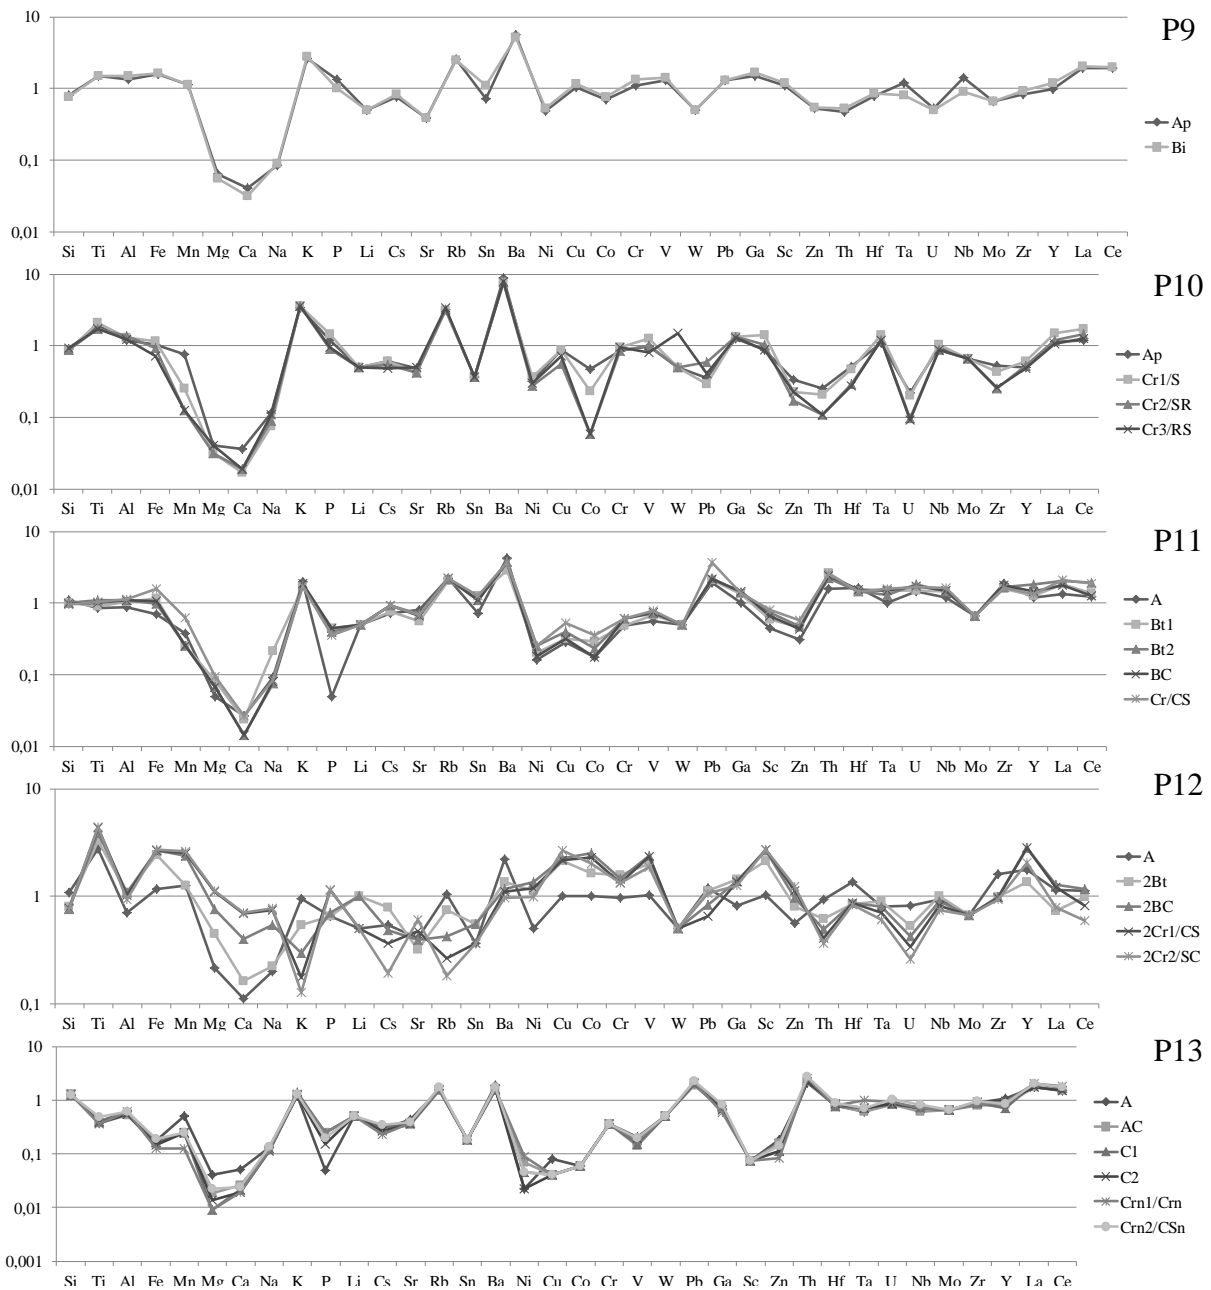 P9
10
1
0,1
0,01
Si Ti Al Fe Mn Mg Ca Na K P Li Cs Sr Rb Sn Ba Ni Cu Co Cr V W Pb Ga Sc Zn Th Hf Ta U Nb Mo Zr Y La Ce
Ap
Bi
P10
10
1
0,1
0,01
Si Ti Al Fe Mn Mg Ca Na K P Li Cs Sr Rb Sn Ba Ni Cu Co Cr V W Pb Ga Sc Zn Th Hf Ta U Nb Mo Zr Y La Ce
Ap
Cr1/S
Cr2/SR
Cr3/RS
P11
10
1
0,1
0,01
Si Ti Al Fe Mn Mg Ca Na K P Li Cs Sr Rb Sn Ba Ni Cu Co Cr V W Pb Ga Sc Zn Th Hf Ta U Nb Mo Zr Y La Ce
A
Bt1
Bt2
BC
Cr/CS
P12
10
1
0,1
Si Ti Al Fe Mn Mg Ca Na K P Li Cs Sr Rb Sn Ba Ni Cu Co Cr V W Pb Ga Sc Zn Th Hf Ta U Nb Mo Zr Y La Ce
A
2Bt
2BC
2Cr1/CS
2Cr2/SC
P13
10
1
0,1
0,01
0,001
Si Ti Al Fe Mn Mg Ca Na K P Li Cs Sr Rb Sn Ba Ni Cu Co Cr V W Pb Ga Sc Zn Th Hf Ta U Nb Mo Zr Y La Ce
A
AC
C1
C2
Crn1/Crn
Crn2/CSn